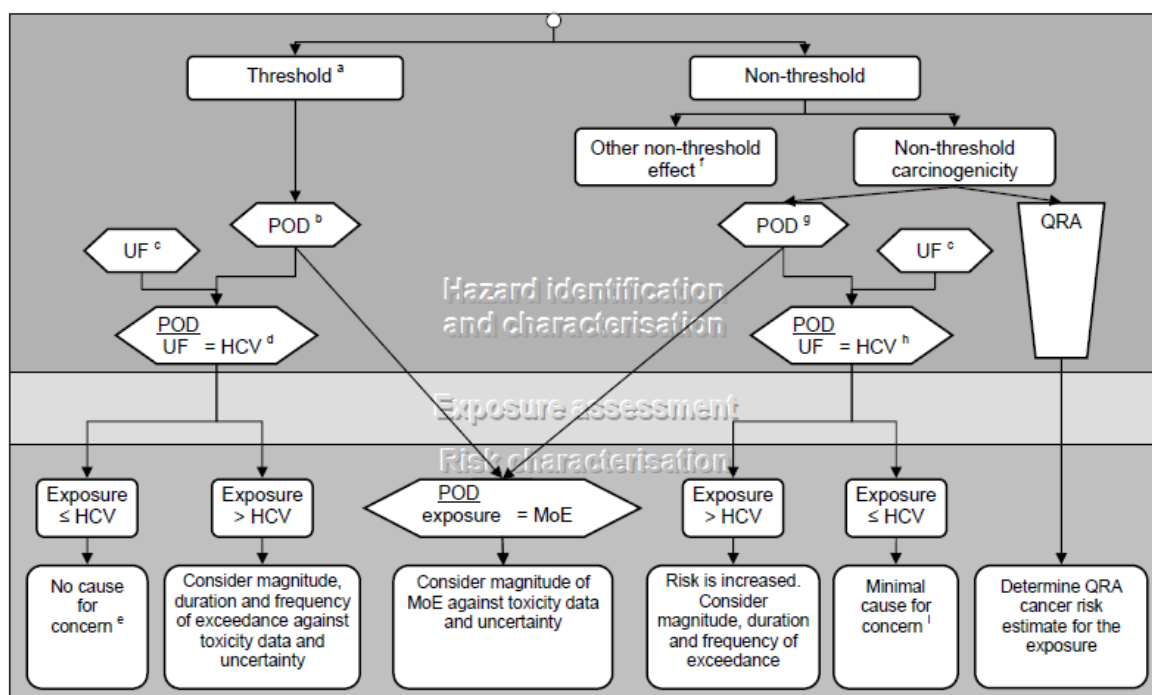 Threshold a
Non-threshold
Other non-threshold
effect f
Non-threshold
carcinogenicity
POD b
POD g
QRA
UF c
UF c
Hazard identification
and characterisation
POD
UF = HCV d
POD
UF = HCV h
Exposure assessment
Risk characterisation
Exposure
≤ HCV
Exposure
> HCV
POD
exposure = MoE
Exposure
> HCV
Exposure
≤ HCV
No cause
for
concern e
Consider magnitude,
duration and frequency
of exceedance against
toxicity data and
uncertainty
Consider magnitude of
MoE against toxicity data
and uncertainty
Risk is increased.
Consider
magnitude, duration
and frequency of
exceedance
Minimal
cause for
concern i
Determine QRA
cancer risk
estimate for the
exposure